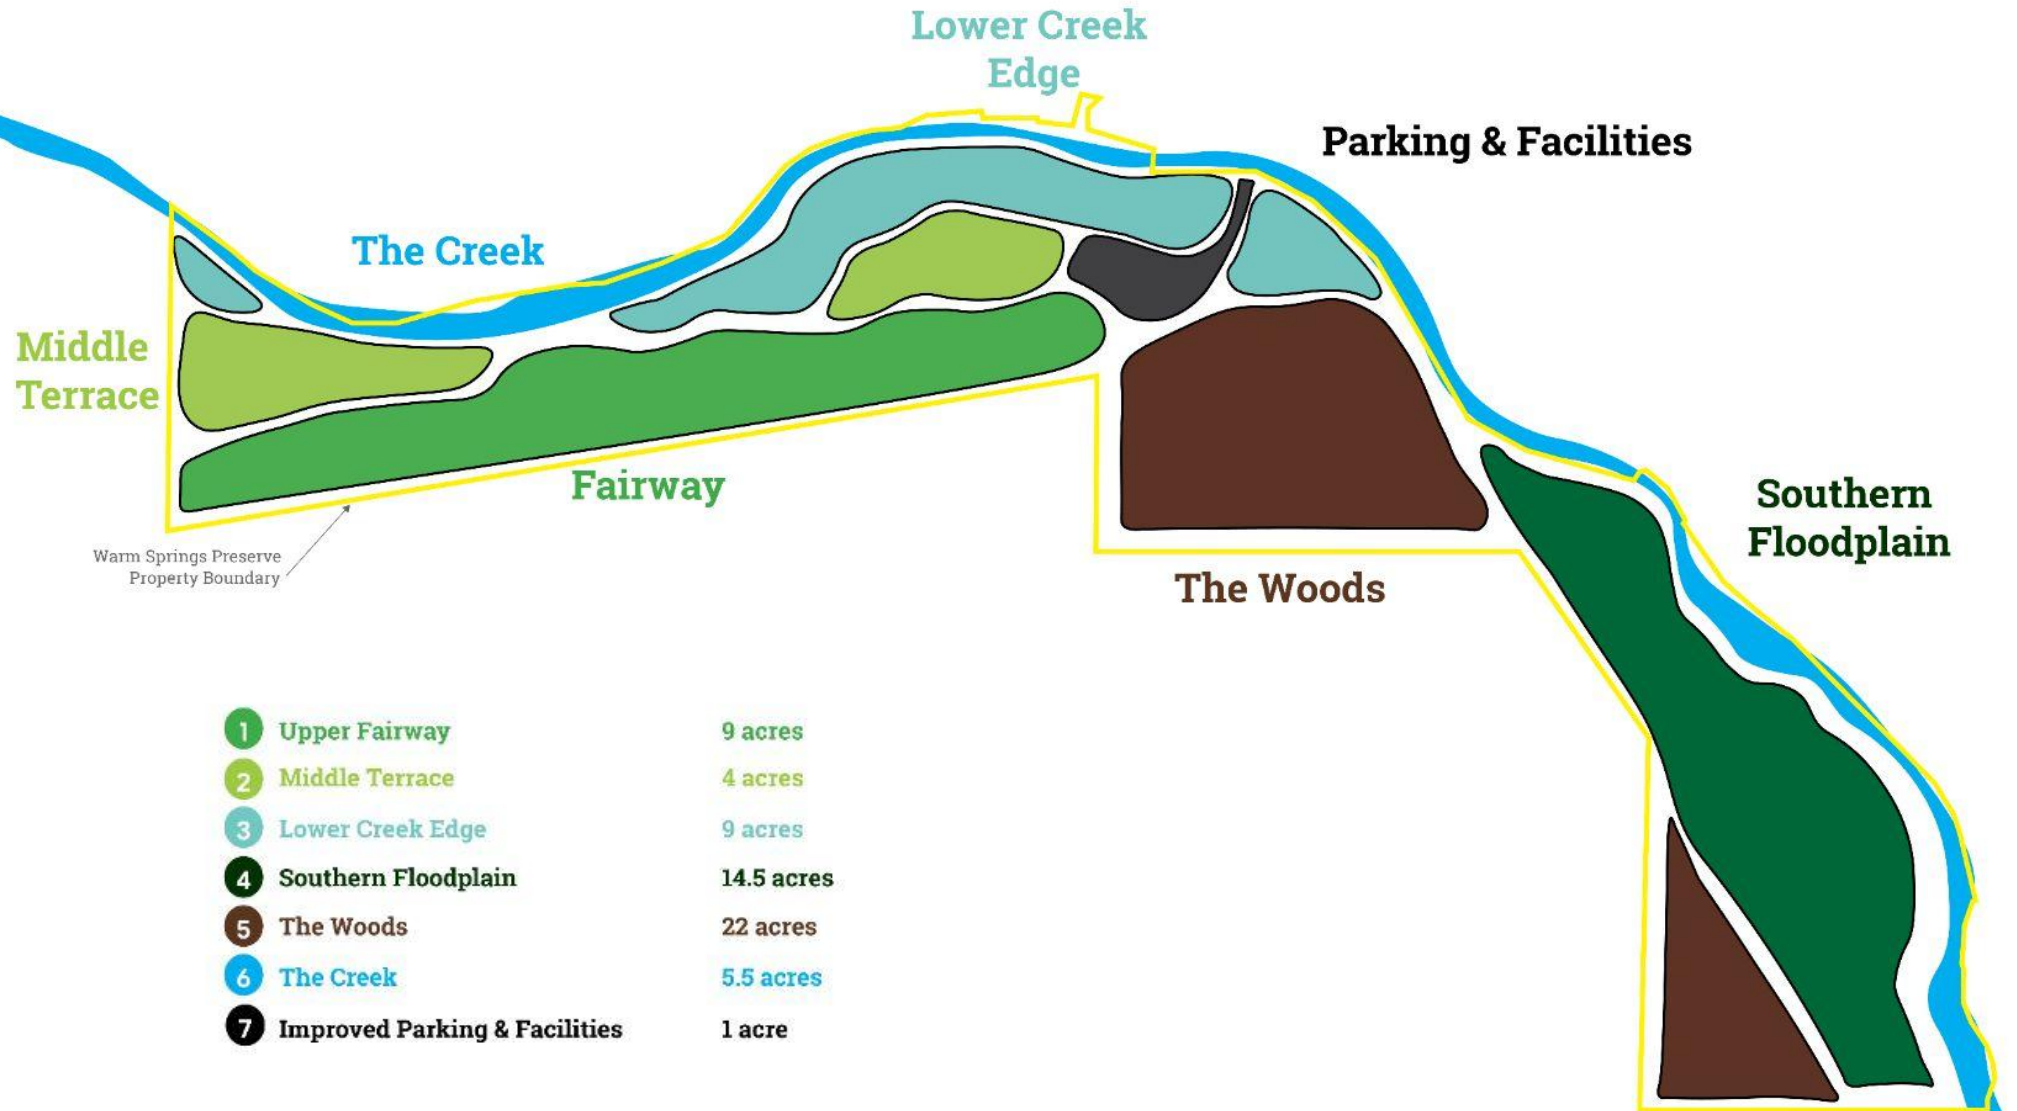 Lower Creek
Edge
Parking & Facilities
The Creek
Middle
Terrace
Fairway
Southern
Floodplain
Warm Springs Preserve
Property Boundary
The Woods
1 Upper Fairway 9 acres
2 Middle Terrace 4 acres
3 Lower Creek Edge 9 acres
4 Southern Floodplain 14.5 acres
5 The Woods 22 acres
6 The Creek 5.5 acres
7 Improved Parking & Facilities 1 acre